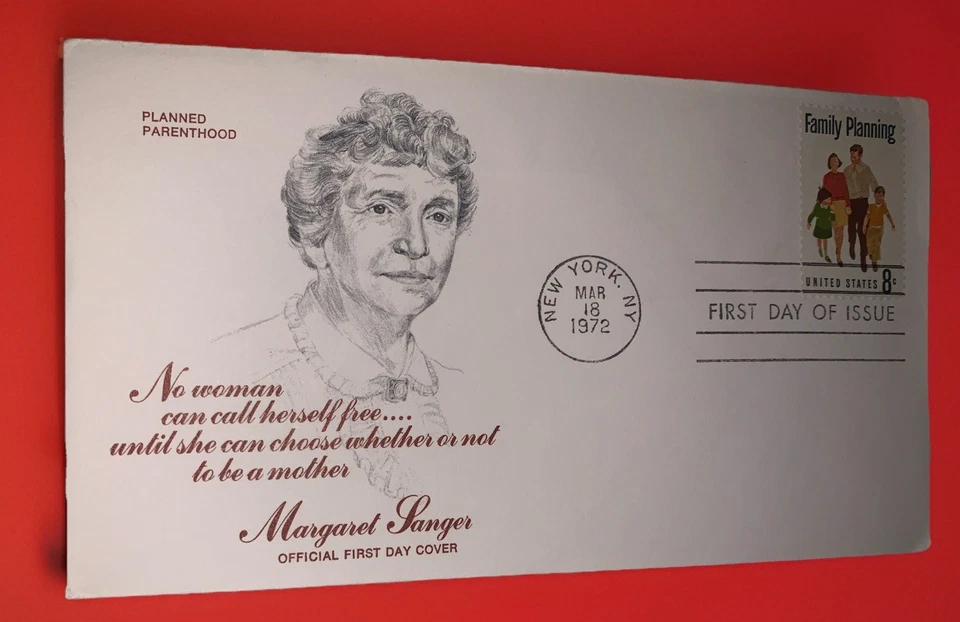 PLANNED
PARENTHOOD
No woman
can call herself free....
until she can choose whether or not
to be a mother
Margaret Sanger
OFFICIAL FIRST DAY COVER
NEW YORK. NY
MAR
18
1972
Family Planning
UNITED STATES 8c
FIRST DAY OF ISSUE